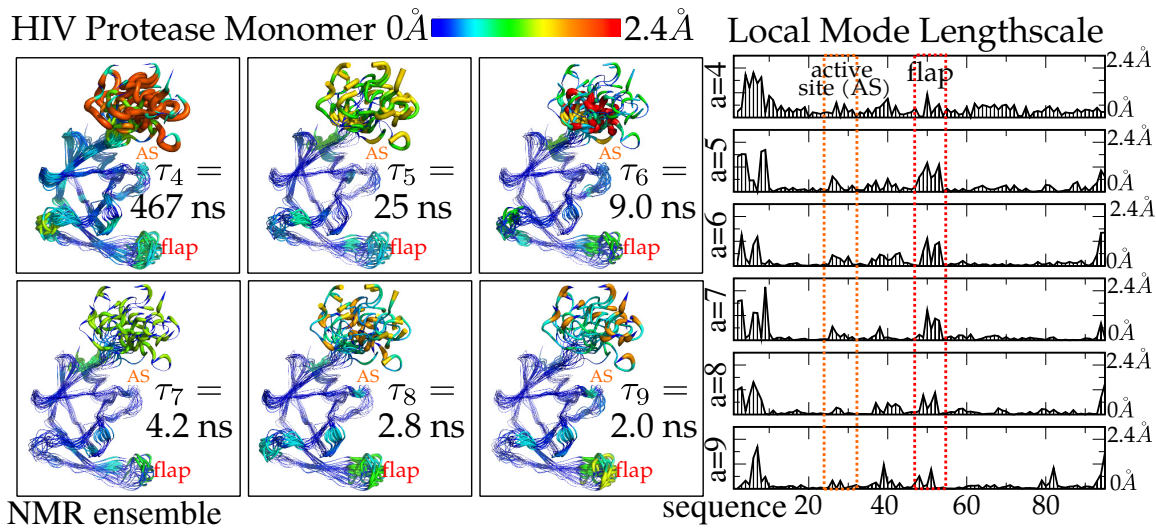 HIV Protease Monomer 0Å 2.4Å
AS
τ4 =
467 ns
flap
AS
τ5 =
25 ns
flap
AS
τ6 =
9.0 ns
flap
AS
τ7 =
4.2 ns
flap
AS
τ8 =
2.8 ns
flap
AS
τ9 =
2.0 ns
flap
NMR ensemble
Local Mode Lengthscale
a=4
active
site (AS)
flap
2.4Å
0Å
a=5
2.4Å
0Å
a=6
2.4Å
0Å
a=7
2.4Å
0Å
a=8
2.4Å
0Å
a=9
2.4Å
0Å
sequence 20 40 60 80